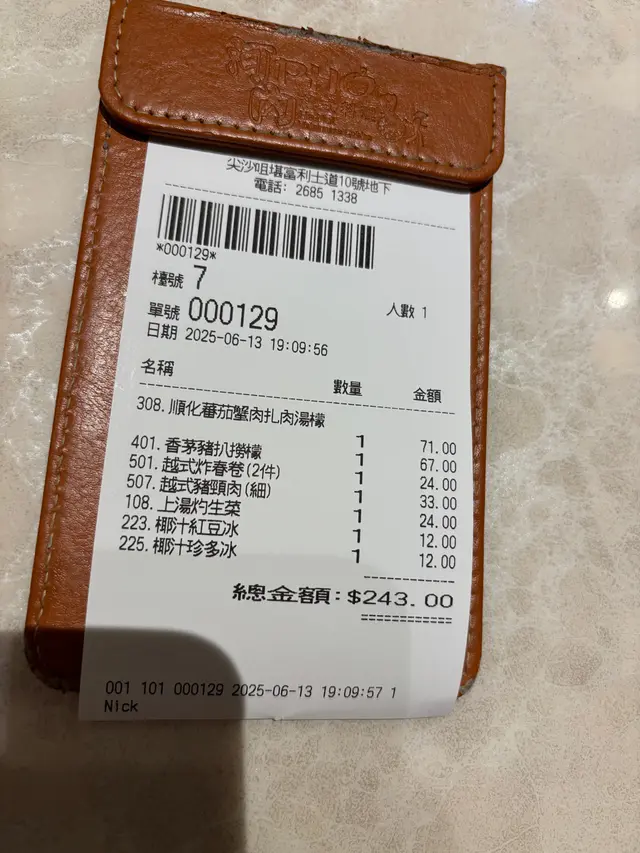 PHO
尖沙咀堪富利士道10號地下
電話: 2685 1338
*000129*
檯號 7
人數 1
單號 000129
日期 2025-06-13 19:09:56
名稱 數量 金額
308. 順化蕃茄蟹肉扎肉湯檬 1 71.00
401. 香茅豬扒撈檬 1 67.00
501. 越式炸春卷(2件) 1 24.00
507. 越式豬頸肉(細) 1 33.00
108. 上湯灼生菜 1 24.00
223. 椰汁紅豆冰 1 12.00
225. 椰汁珍多冰 1 12.00
總金額: $243.00
001 101 000129 2025-06-13 19:09:57 1
Nick